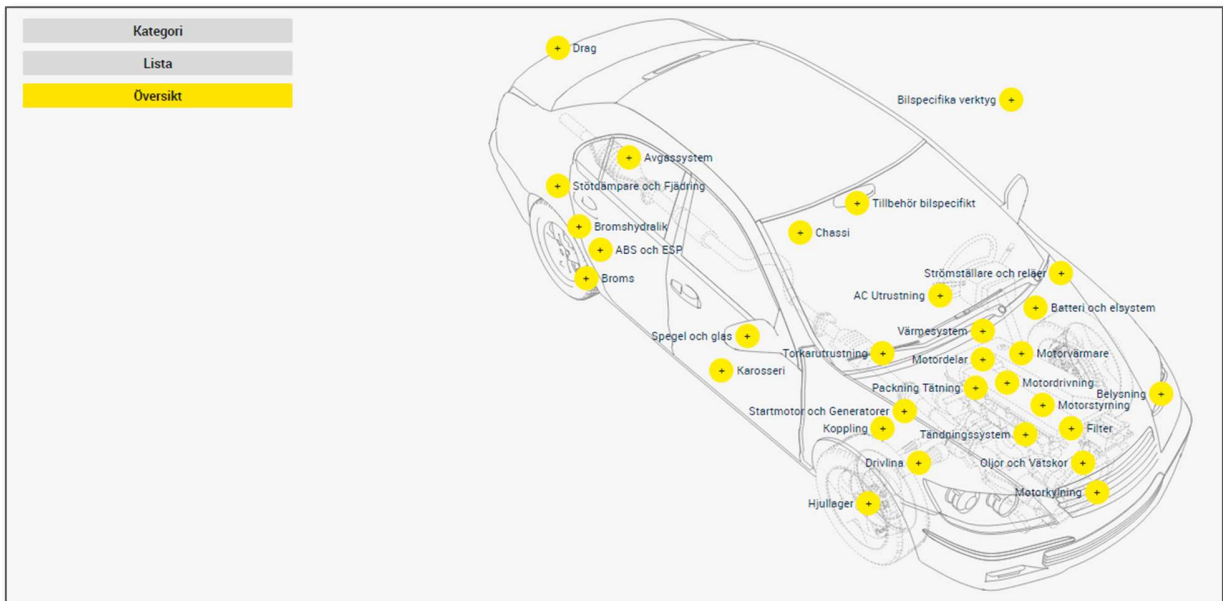 Kategori
Lista
Översikt
Drag
Bilspecifika verktyg
Avgassystem
Stötdämpare och Fjädring
Tillbehör bilspecifikt
Bromshydralik
Chassi
ABS och ESP
Strömställare och reläer
Broms
AC Utrustning
Batteri och elsystem
Värmesystem
Spegel och glas
Torkarutrustning
Motorvärmare
Motordelar
Karosseri
Motordrivning
Packning Tätning
Belysning
Motorstyrning
Startmotor och Generatorer
Koppling
Filter
Tändningssystem
Drivlina
Oljor och Vätskor
Motorkylning
Hjullager